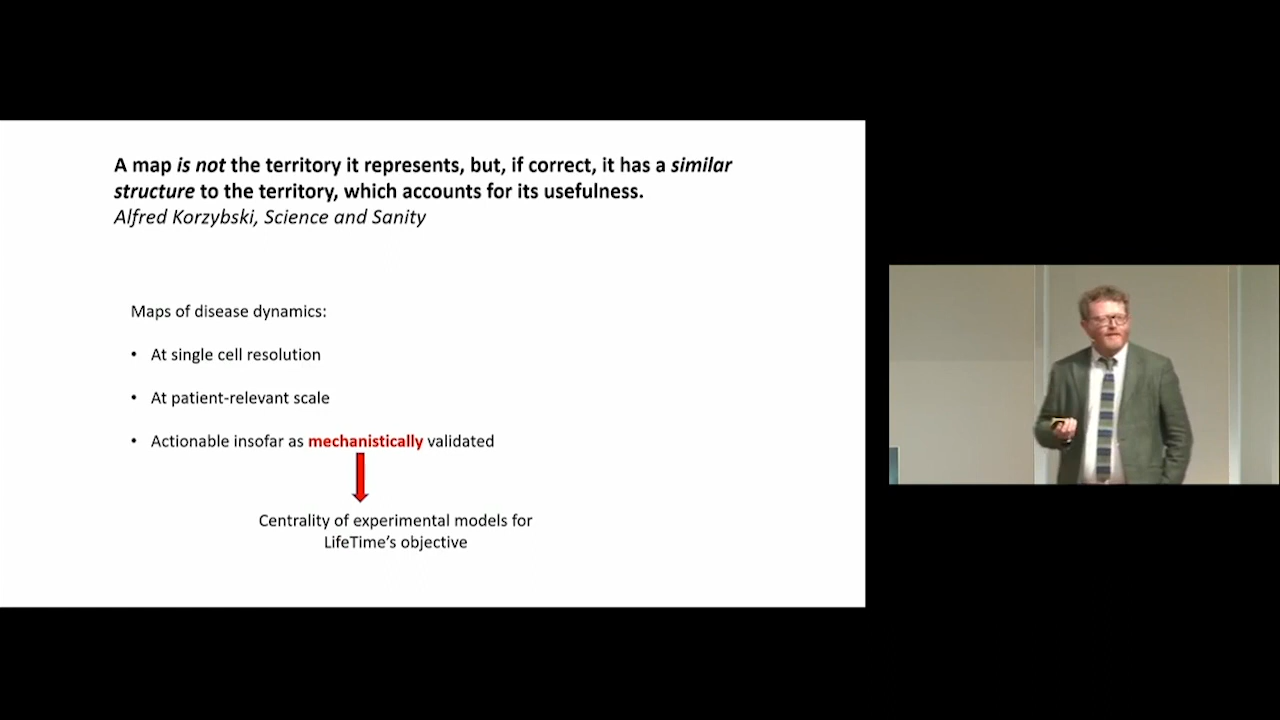 A map is not the territory it represents, but, if correct, it has a similar
structure to the territory, which accounts for its usefulness.
Alfred Korzybski, Science and Sanity
Maps of disease dynamics:
• At single cell resolution
• At patient-relevant scale
• Actionable insofar as mechanistically validated
Centrality of experimental models for
LifeTime’s objective